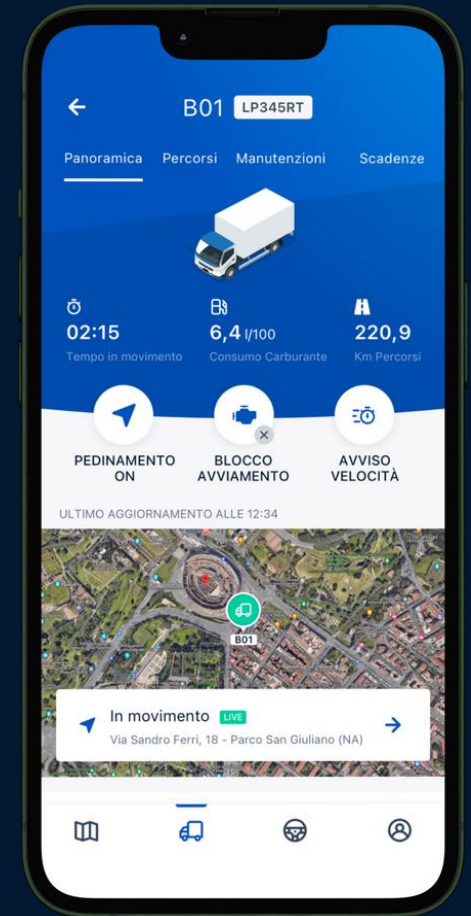 B01 LP345RT
Panoramica Percorsi Manutenzioni Scadenze
02:15 6,4 l/100 220,9
Tempo in movimento Consumo Carburante Km Percorsi
PEDINAMENTO ON
BLOCCO AVVIAMENTO
AVVISO VELOCITÀ
ULTIMO AGGIORNAMENTO ALLE 12:34
B01
In movimento LIVE
Via Sandro Ferri, 18 - Parco San Giuliano (NA)